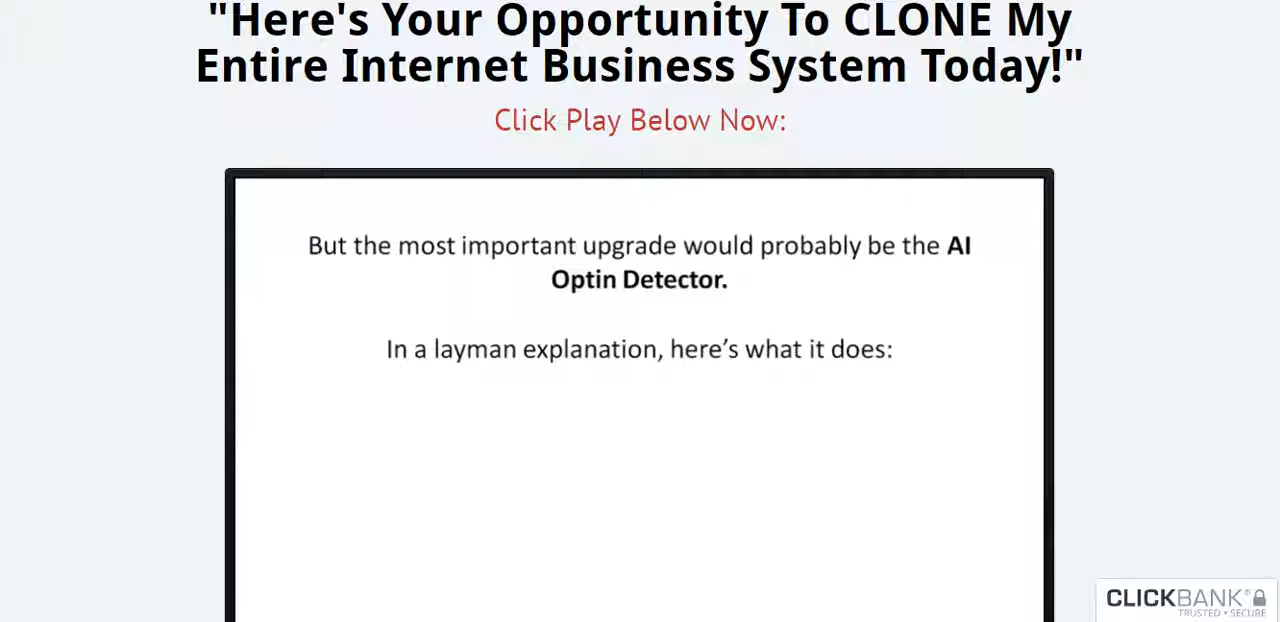 "Here's Your Opportunity To CLONE My
Entire Internet Business System Today!"
Click Play Below Now:
But the most important upgrade would probably be the AI
Optin Detector.
In a layman explanation, here’s what it does:
CLICKBANK®
TRUSTED • SECURE